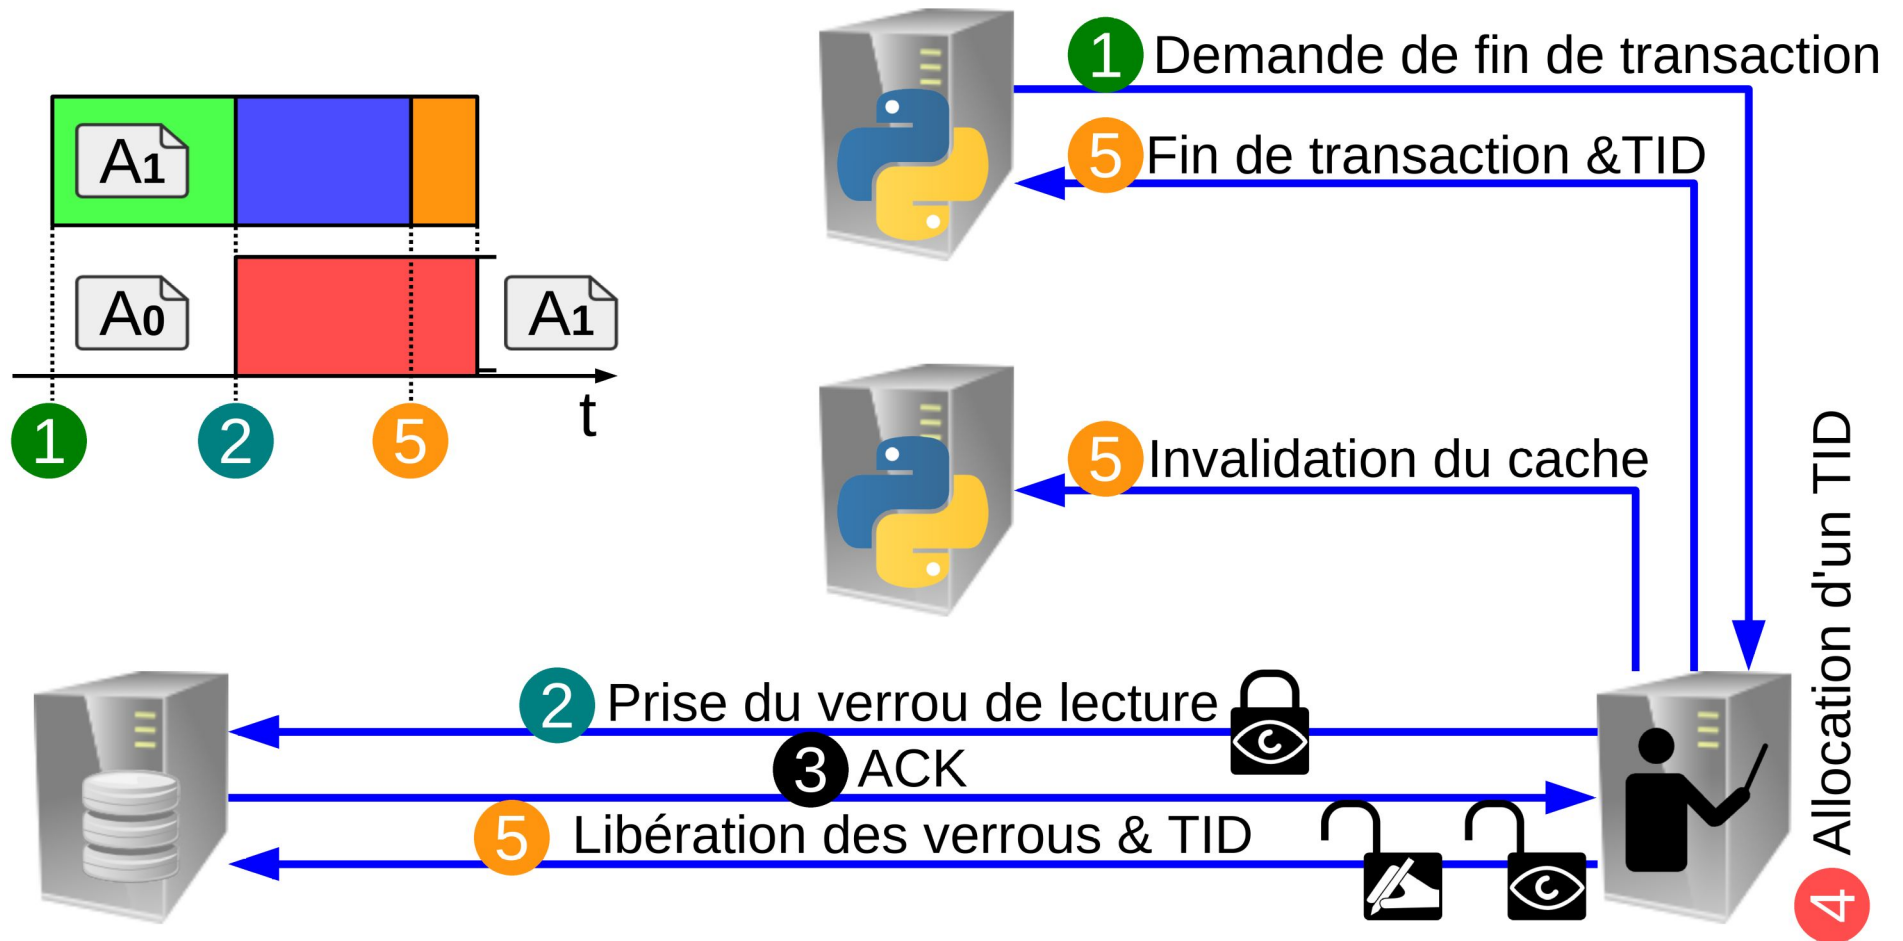 1 Demande de fin de transaction
5 Fin de transaction &TID
A1
A0
A1
t
1
2
5
5 Invalidation du cache
4 Allocation d'un TID
2 Prise du verrou de lecture
3 ACK
5 Libération des verrous & TID